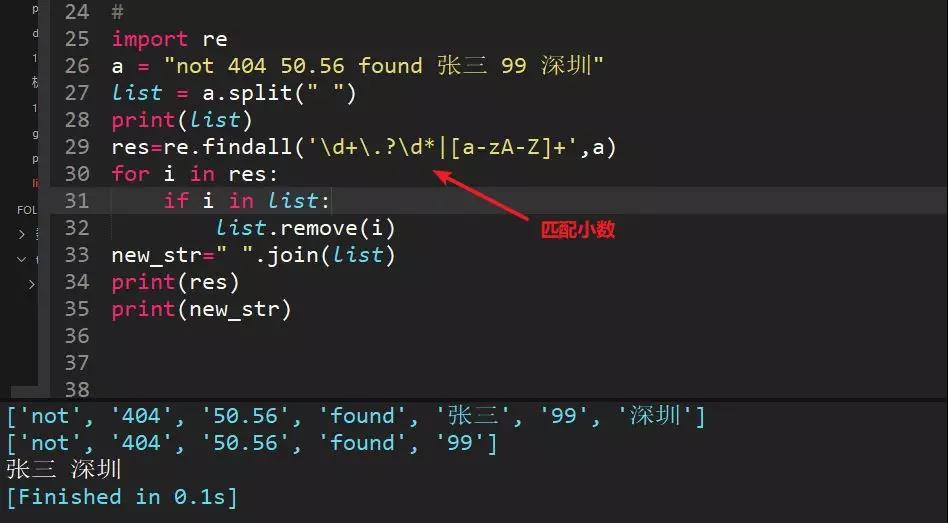 24 #
25 import re
26 a = "not 404 50.56 found 张三 99 深圳"
27 list = a.split(" ")
28 print(list)
29 res=re.findall('\d+\.?\d*|[a-zA-Z]+',a)
30 for i in res:
31 if i in list:
32 list.remove(i)
匹配小数
33 new_str=" ".join(list)
34 print(res)
35 print(new_str)
36
37
38
FOL
['not', '404', '50.56', 'found', '张三', '99', '深圳']
['not', '404', '50.56', 'found', '99']
张三 深圳
[Finished in 0.1s]